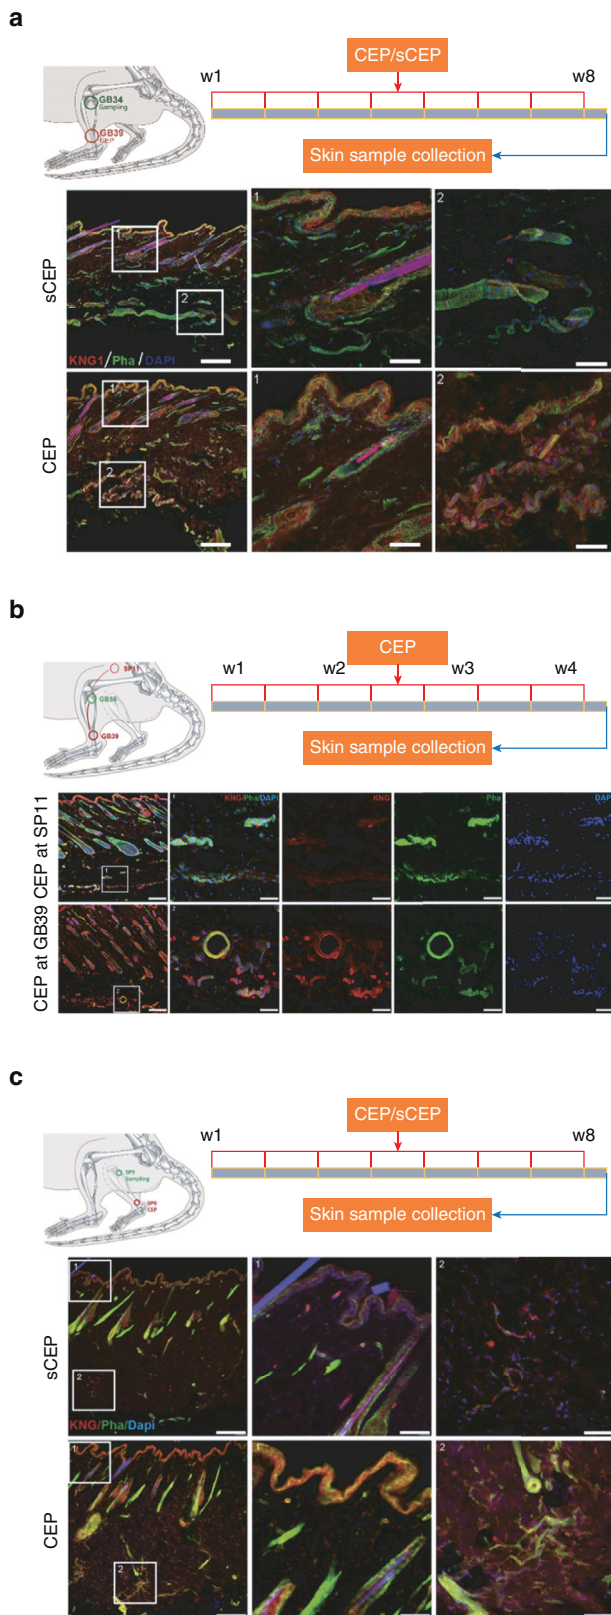 a
CEP/sCEP
w1
w8
GB34
Sampling
GB39
CEP
Skin sample collection
sCEP
1
2
1
2
KNG1/Pha/DAPI
CEP
1
2
1
2
b
CEP
w1 w2 w3 w4
SP11
GB34
GB39
Skin sample collection
CEP at SP11
1
1
KNG/Pha/DAPI
KNG
Pha
DAPI
CEP at GB39
2
2
c
CEP/sCEP
w1
w8
SP9
Sampling
SP6
CEP
Skin sample collection
sCEP
1
2
1
2
KNG/Pha/Dapi
CEP
1
2
1
2